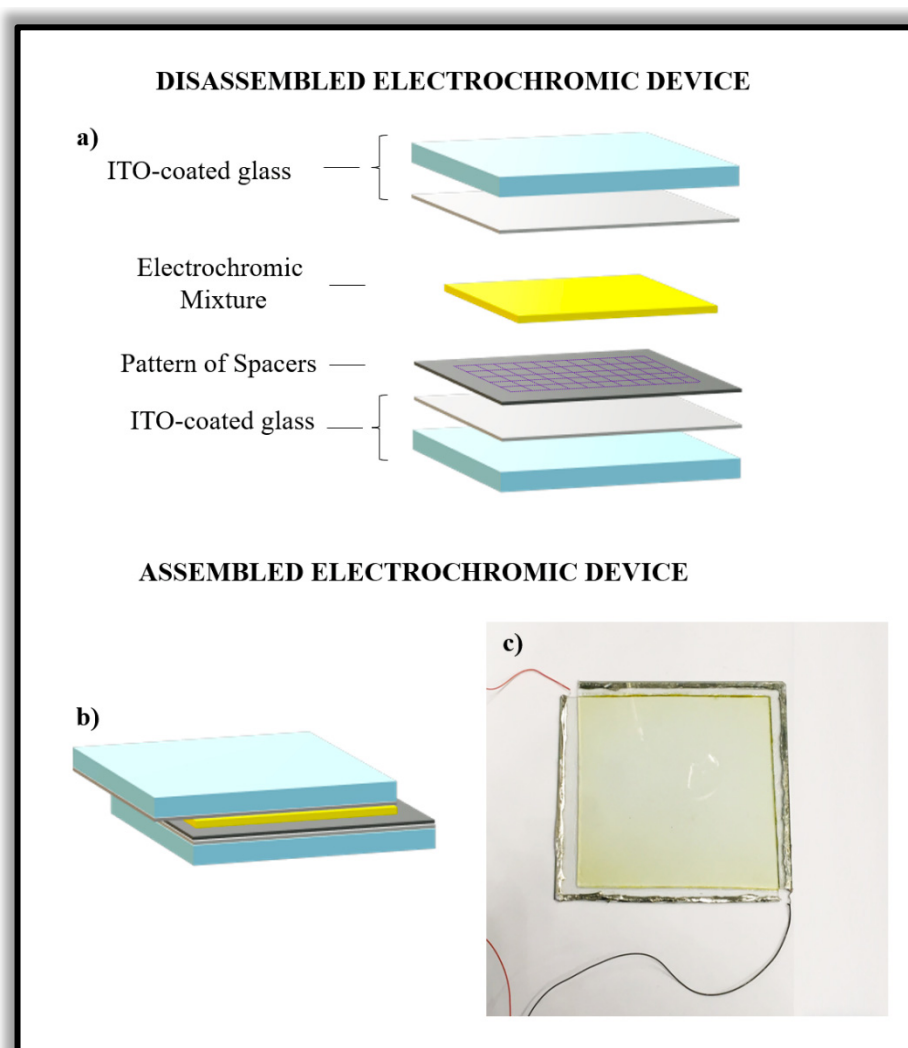 DISASSEMBLED ELECTROCHROMIC DEVICE
a)
ITO-coated glass
Electrochromic
Mixture
Pattern of Spacers
ITO-coated glass
ASSEMBLED ELECTROCHROMIC DEVICE
b)
c)